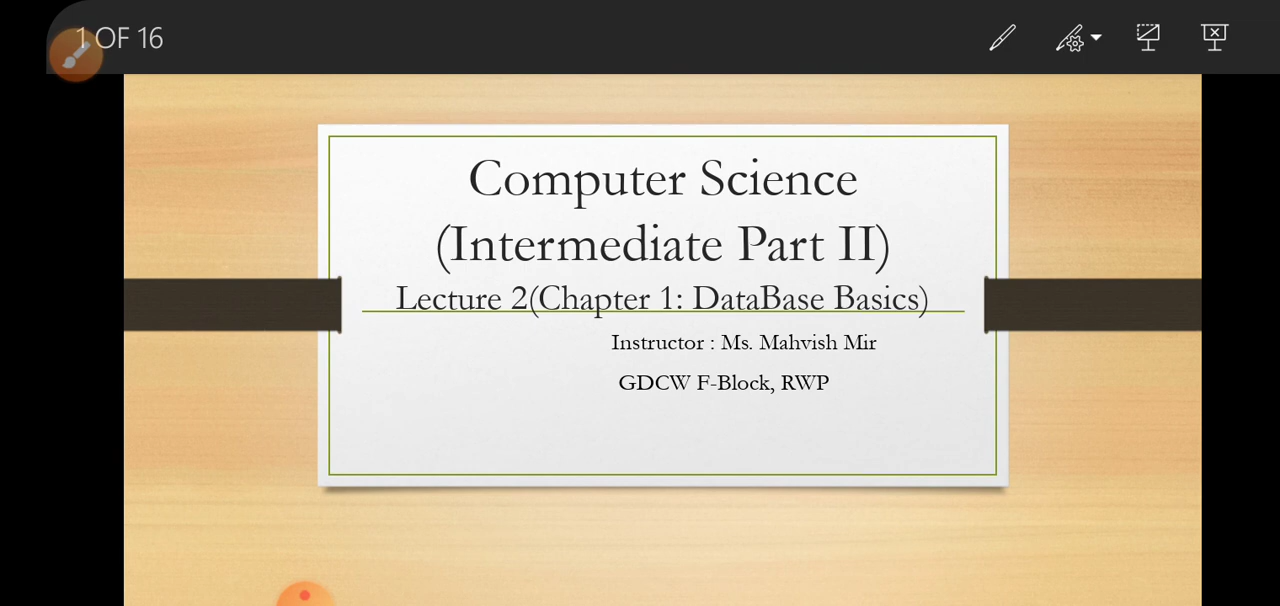 1 OF 16
Computer Science
(Intermediate Part II)
Lecture 2(Chapter 1: DataBase Basics)
Instructor : Ms. Mahvish Mir
GDCW F-Block, RWP